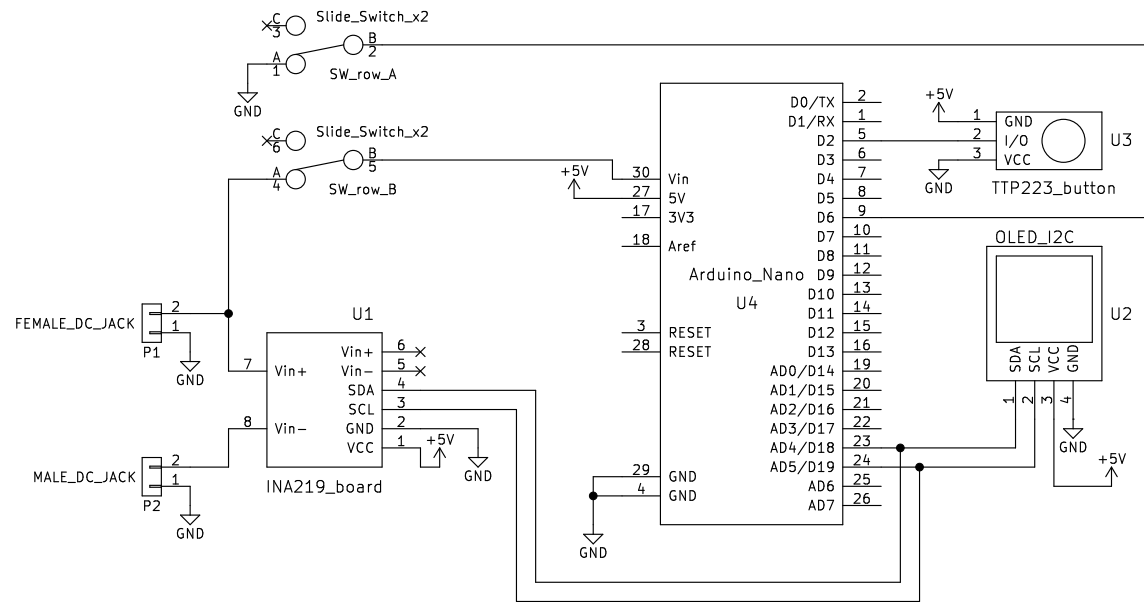 C
3
Slide_Switch_x2
A
1
B
2
SW_row_A
GND
C
6
Slide_Switch_x2
A
4
B
5
SW_row_B
FEMALE_DC_JACK
2
1
P1
GND
MALE_DC_JACK
2
1
P2
GND
U1
7 Vin+
8 Vin-
Vin+ 6
Vin- 5
SDA 4
SCL 3
GND 2
VCC 1
+5V
GND
INA219_board
+5V
30 Vin
27 5V
17 3V3
18 Aref
3 RESET
28 RESET
29 GND
4 GND
GND
Arduino_Nano
U4
D0/TX 2
D1/RX 1
D2 5
D3 6
D4 7
D5 8
D6 9
D7 10
D8 11
D9 12
D10 13
D11 14
D12 15
D13 16
AD0/D14 19
AD1/D15 20
AD2/D16 21
AD3/D17 22
AD4/D18 23
AD5/D19 24
AD6 25
AD7 26
+5V
1 GND
2 I/O
3 VCC
GND
U3
TTP223_button
OLED_I2C
U2
SDA
SCL
VCC
GND
1
2
3
4
GND
+5V